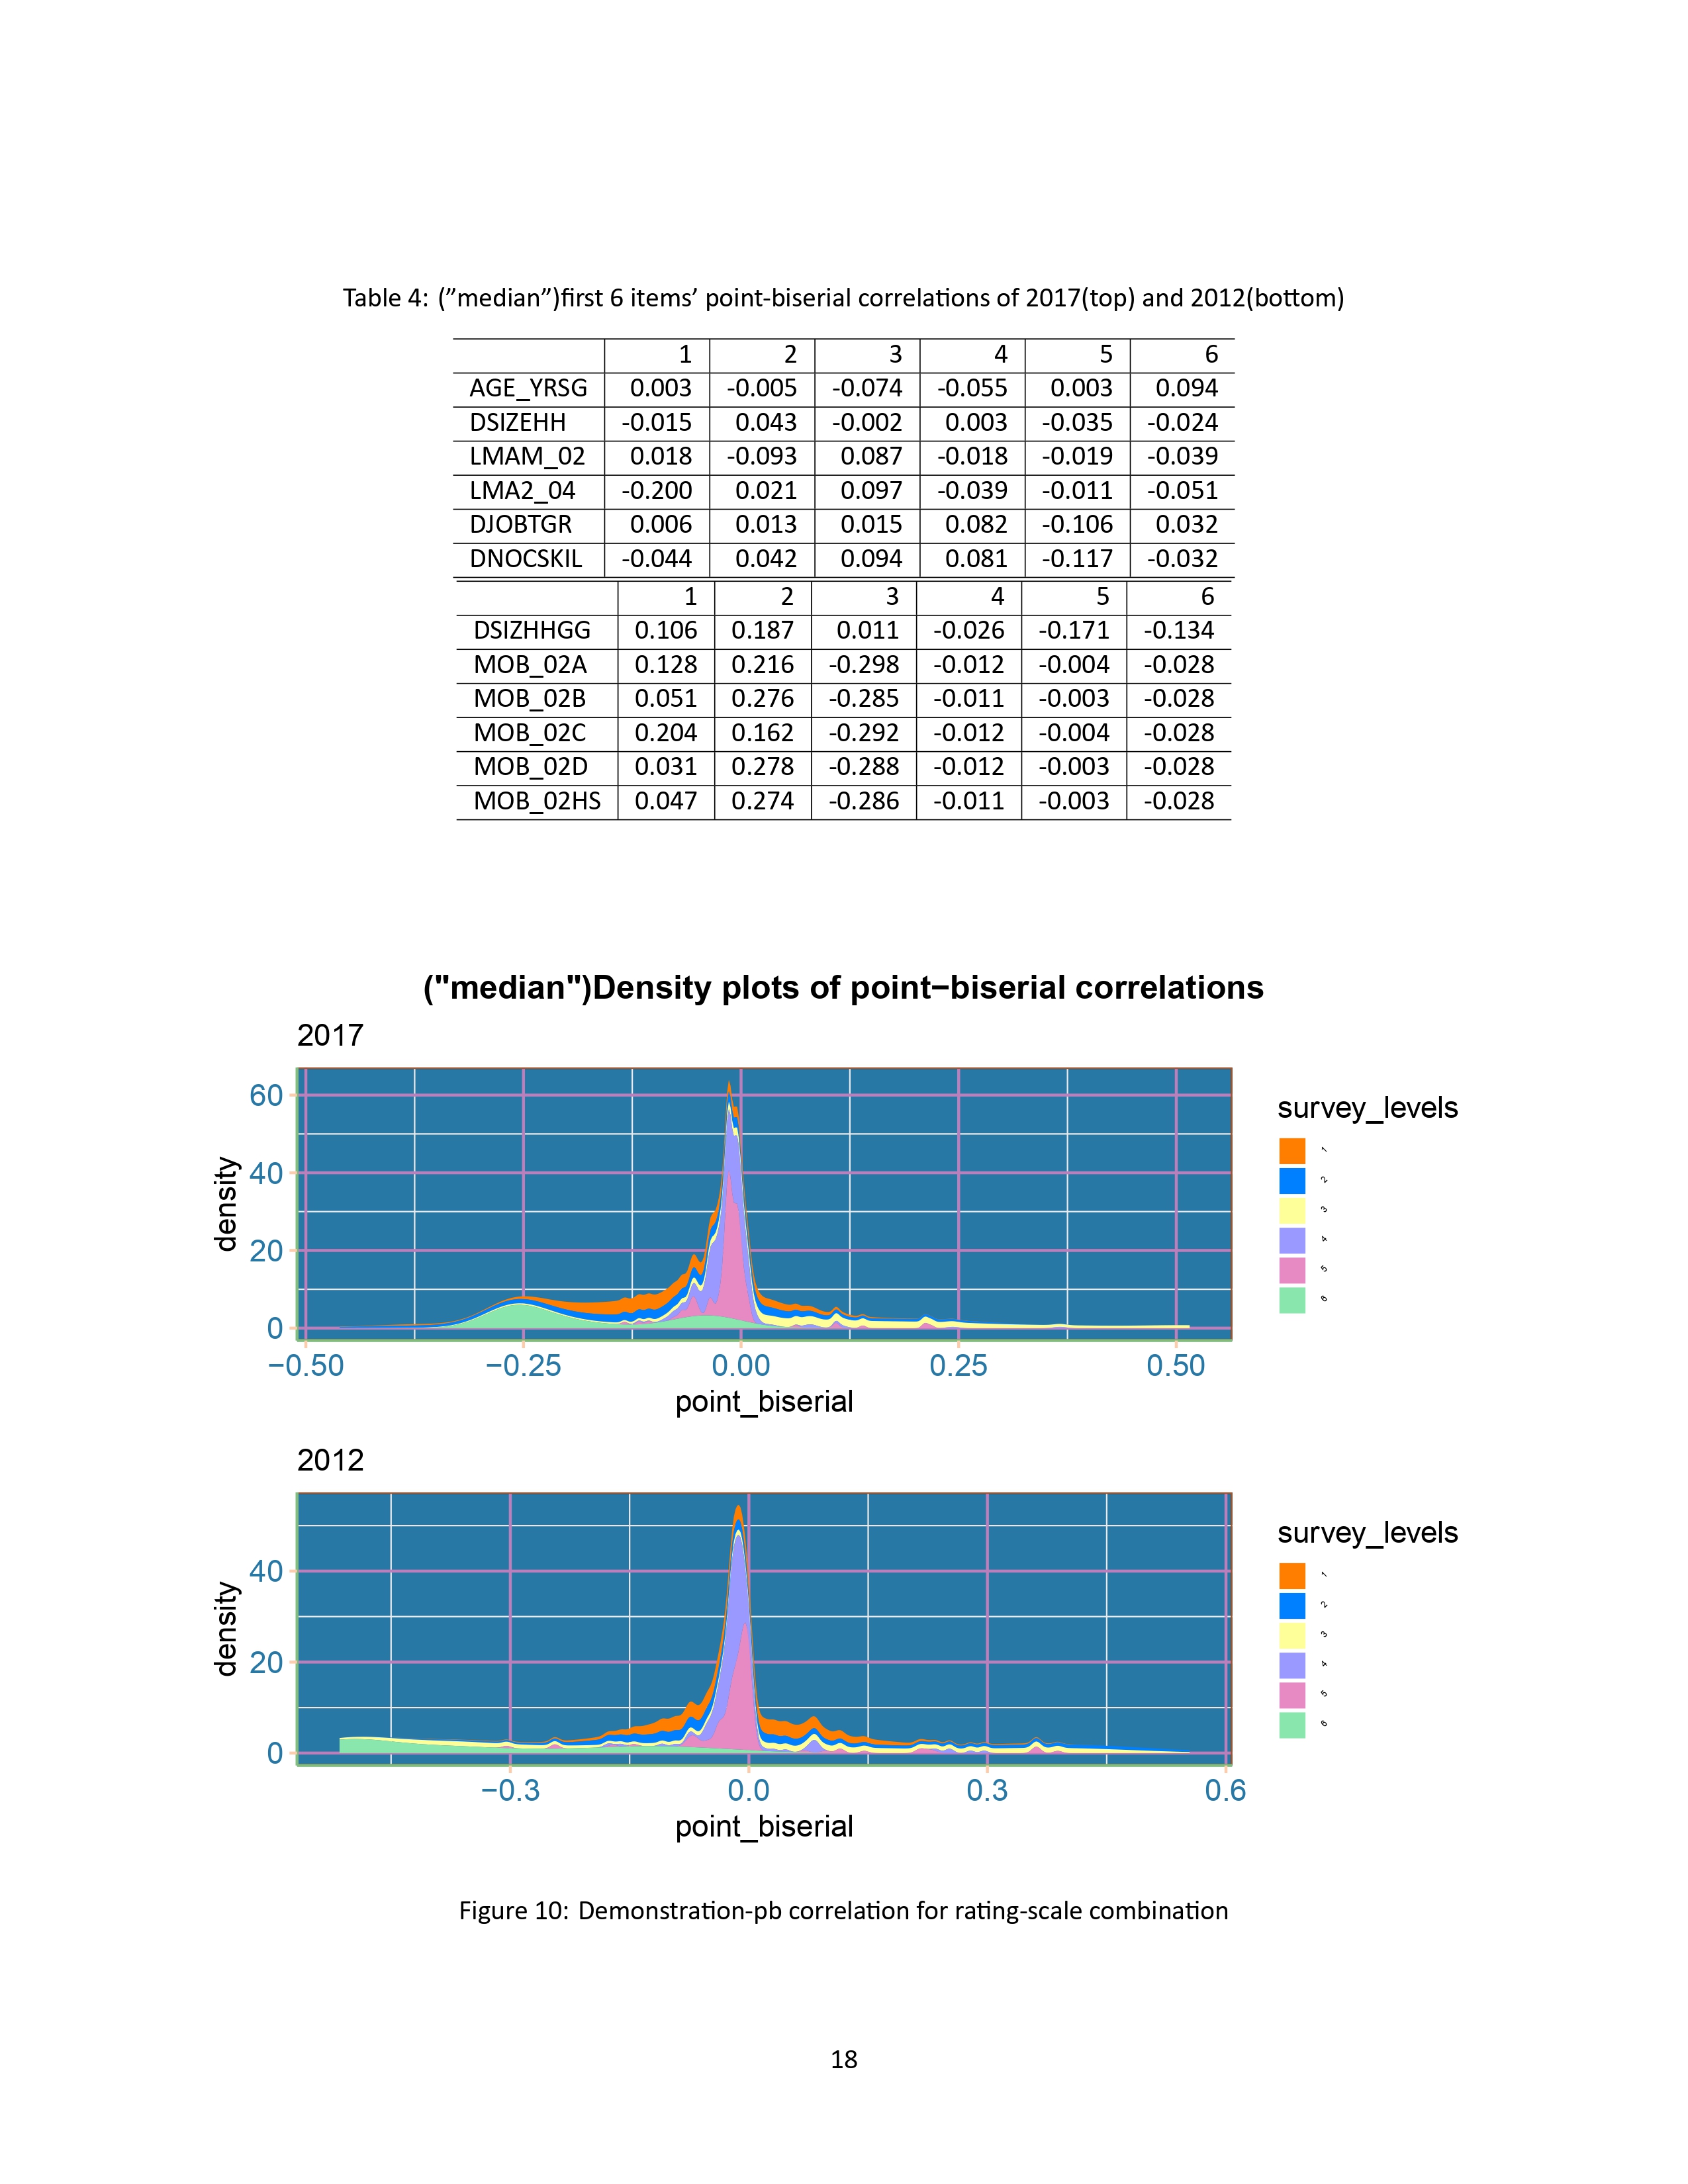 Table 4: (”median”)first 6 items’ point-biserial correlations of 2017(top) and 2012(bottom)
1 2 3 4 5 6
AGE_YRSG 0.003 -0.005 -0.074 -0.055 0.003 0.094
DSIZEHH -0.015 0.043 -0.002 0.003 -0.035 -0.024
LMAM_02 0.018 -0.093 0.087 -0.018 -0.019 -0.039
LMA2_04 -0.200 0.021 0.097 -0.039 -0.011 -0.051
DJOBTGR 0.006 0.013 0.015 0.082 -0.106 0.032
DNOCSKIL -0.044 0.042 0.094 0.081 -0.117 -0.032
1 2 3 4 5 6
DSIZHHGG 0.106 0.187 0.011 -0.026 -0.171 -0.134
MOB_02A 0.128 0.216 -0.298 -0.012 -0.004 -0.028
MOB_02B 0.051 0.276 -0.285 -0.011 -0.003 -0.028
MOB_02C 0.204 0.162 -0.292 -0.012 -0.004 -0.028
MOB_02D 0.031 0.278 -0.288 -0.012 -0.003 -0.028
MOB_02HS 0.047 0.274 -0.286 -0.011 -0.003 -0.028
("median")Density plots of point−biserial correlations
2017
60
40
20
0
density
−0.50 −0.25 0.00 0.25 0.50
point_biserial
survey_levels
1
2
3
4
5
6
2012
40
20
0
density
−0.3 0.0 0.3 0.6
point_biserial
survey_levels
1
2
3
4
5
6
Figure 10: Demonstration-pb correlation for rating-scale combination
18